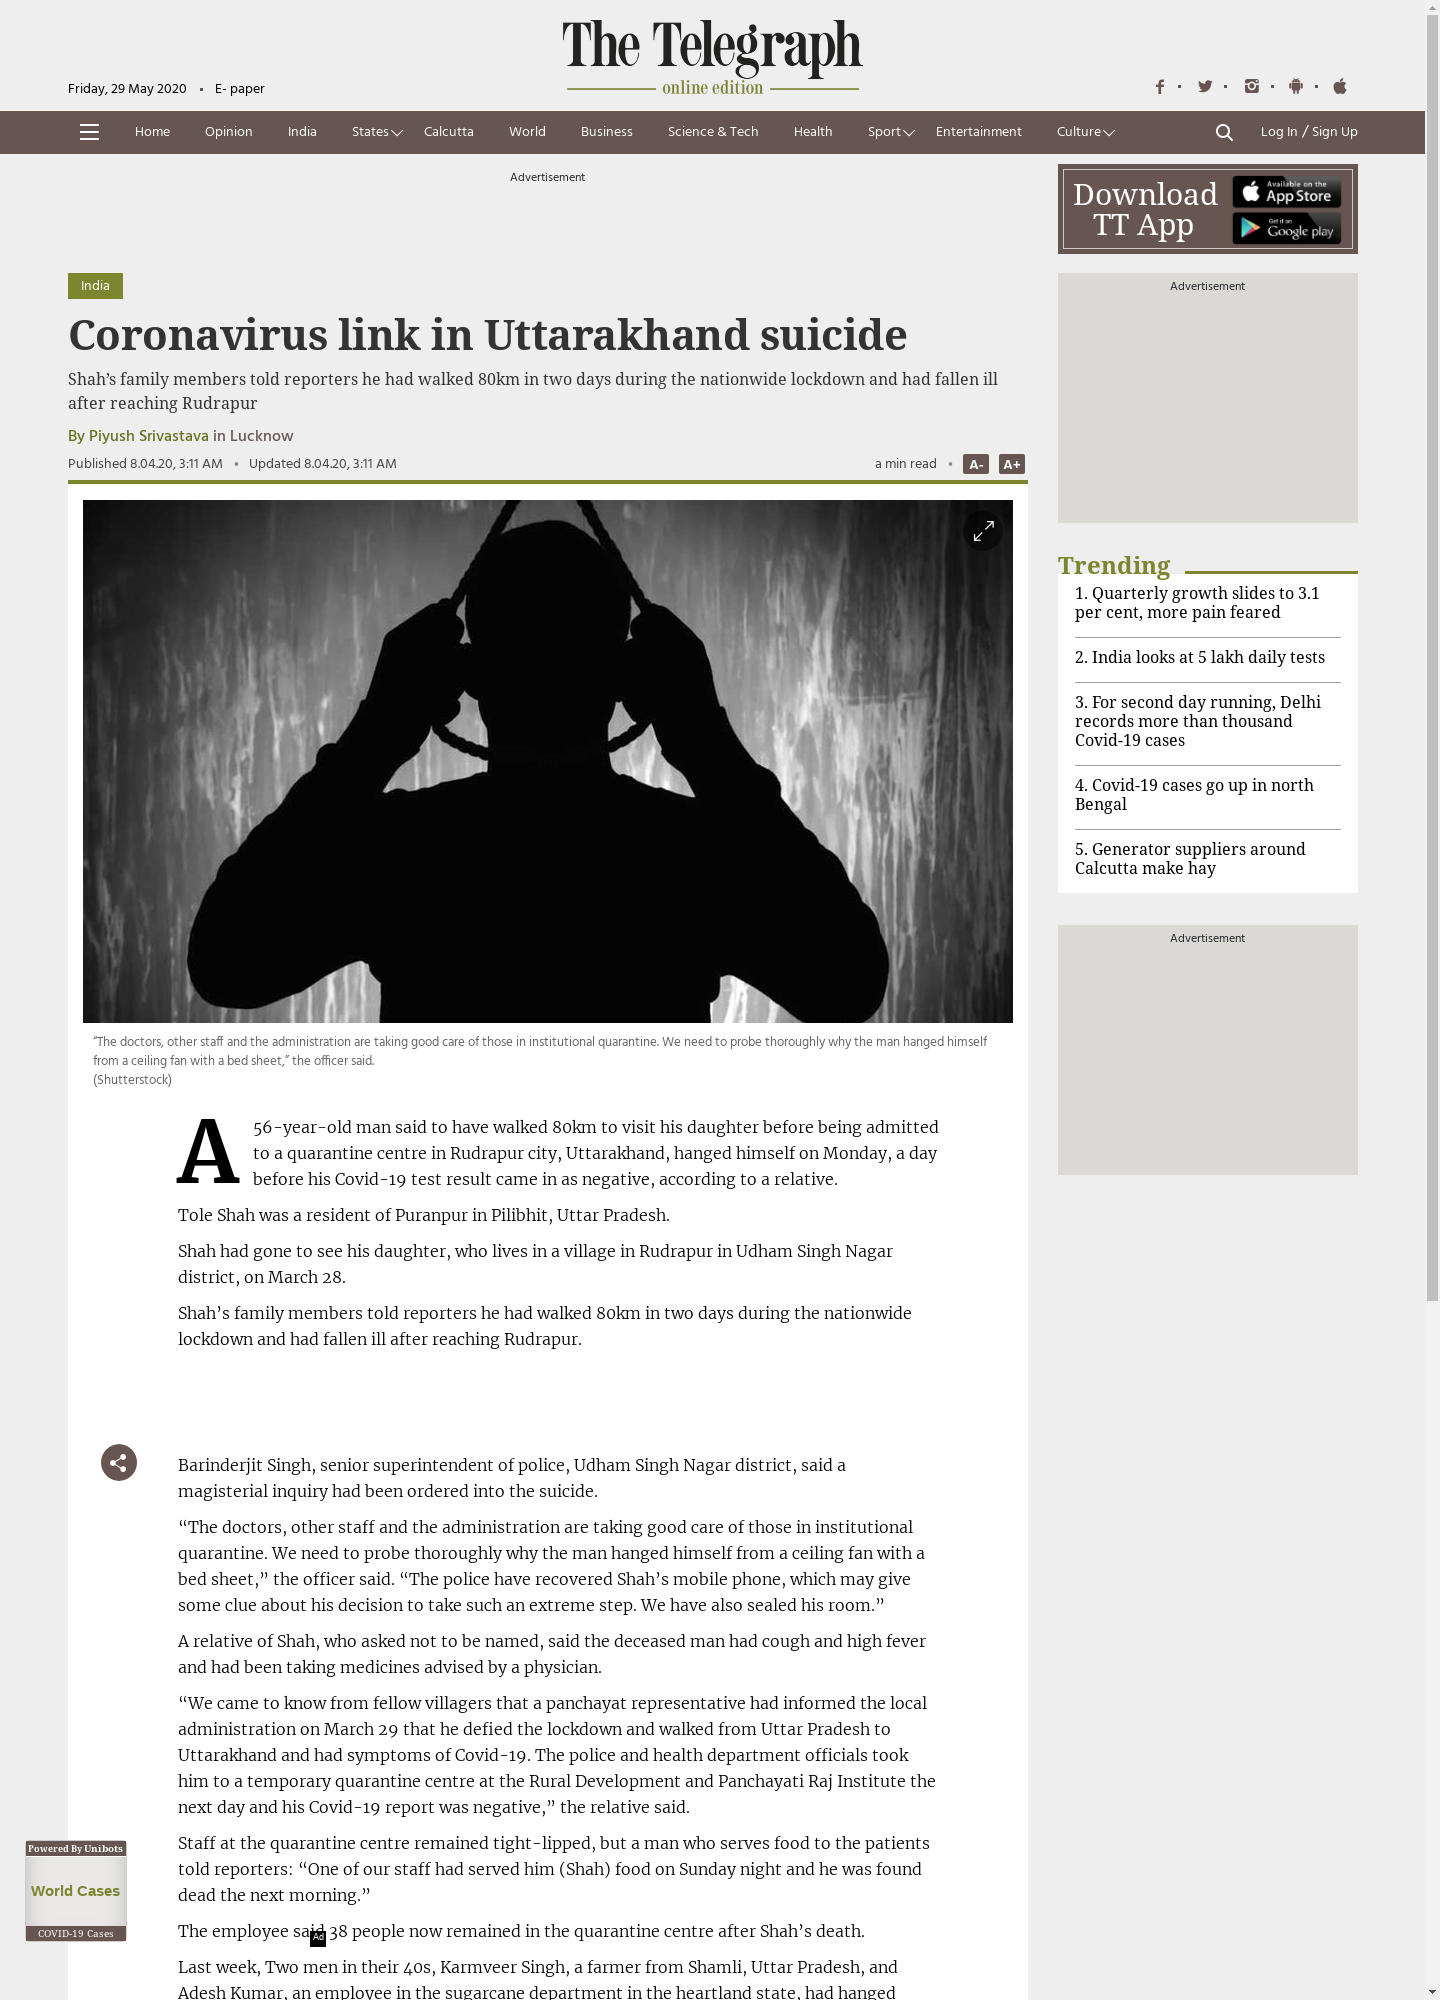 The Telegraph
online edition
Friday, 29 May 2020 • E- paper
Home Opinion India States Calcutta World Business Science & Tech Health Sport Entertainment Culture Log In / Sign Up
Advertisement
Download
TT App
Available on the
App Store
Get it on
Google play
India
Coronavirus link in Uttarakhand suicide
Shah’s family members told reporters he had walked 80km in two days during the nationwide lockdown and had fallen ill
after reaching Rudrapur
By Piyush Srivastava in Lucknow
Published 8.04.20, 3:11 AM • Updated 8.04.20, 3:11 AM
a min read • A- A+
“The doctors, other staff and the administration are taking good care of those in institutional quarantine. We need to probe thoroughly why the man hanged himself
from a ceiling fan with a bed sheet,” the officer said.
(Shutterstock)
A 56-year-old man said to have walked 80km to visit his daughter before being admitted
to a quarantine centre in Rudrapur city, Uttarakhand, hanged himself on Monday, a day
before his Covid-19 test result came in as negative, according to a relative.
Tole Shah was a resident of Puranpur in Pilibhit, Uttar Pradesh.
Shah had gone to see his daughter, who lives in a village in Rudrapur in Udham Singh Nagar
district, on March 28.
Shah’s family members told reporters he had walked 80km in two days during the nationwide
lockdown and had fallen ill after reaching Rudrapur.
Barinderjit Singh, senior superintendent of police, Udham Singh Nagar district, said a
magisterial inquiry had been ordered into the suicide.
“The doctors, other staff and the administration are taking good care of those in institutional
quarantine. We need to probe thoroughly why the man hanged himself from a ceiling fan with a
bed sheet,” the officer said. “The police have recovered Shah’s mobile phone, which may give
some clue about his decision to take such an extreme step. We have also sealed his room.”
A relative of Shah, who asked not to be named, said the deceased man had cough and high fever
and had been taking medicines advised by a physician.
“We came to know from fellow villagers that a panchayat representative had informed the local
administration on March 29 that he defied the lockdown and walked from Uttar Pradesh to
Uttarakhand and had symptoms of Covid-19. The police and health department officials took
him to a temporary quarantine centre at the Rural Development and Panchayati Raj Institute the
next day and his Covid-19 report was negative,” the relative said.
Staff at the quarantine centre remained tight-lipped, but a man who serves food to the patients
told reporters: “One of our staff had served him (Shah) food on Sunday night and he was found
dead the next morning.”
The employee said 38 people now remained in the quarantine centre after Shah’s death.
Ad
Last week, Two men in their 40s, Karmveer Singh, a farmer from Shamli, Uttar Pradesh, and
Adesh Kumar, an employee in the sugarcane department in the heartland state, had hanged
Advertisement
Trending
1. Quarterly growth slides to 3.1
per cent, more pain feared
2. India looks at 5 lakh daily tests
3. For second day running, Delhi
records more than thousand
Covid-19 cases
4. Covid-19 cases go up in north
Bengal
5. Generator suppliers around
Calcutta make hay
Advertisement
Powered By Unibots
World Cases
COVID-19 Cases